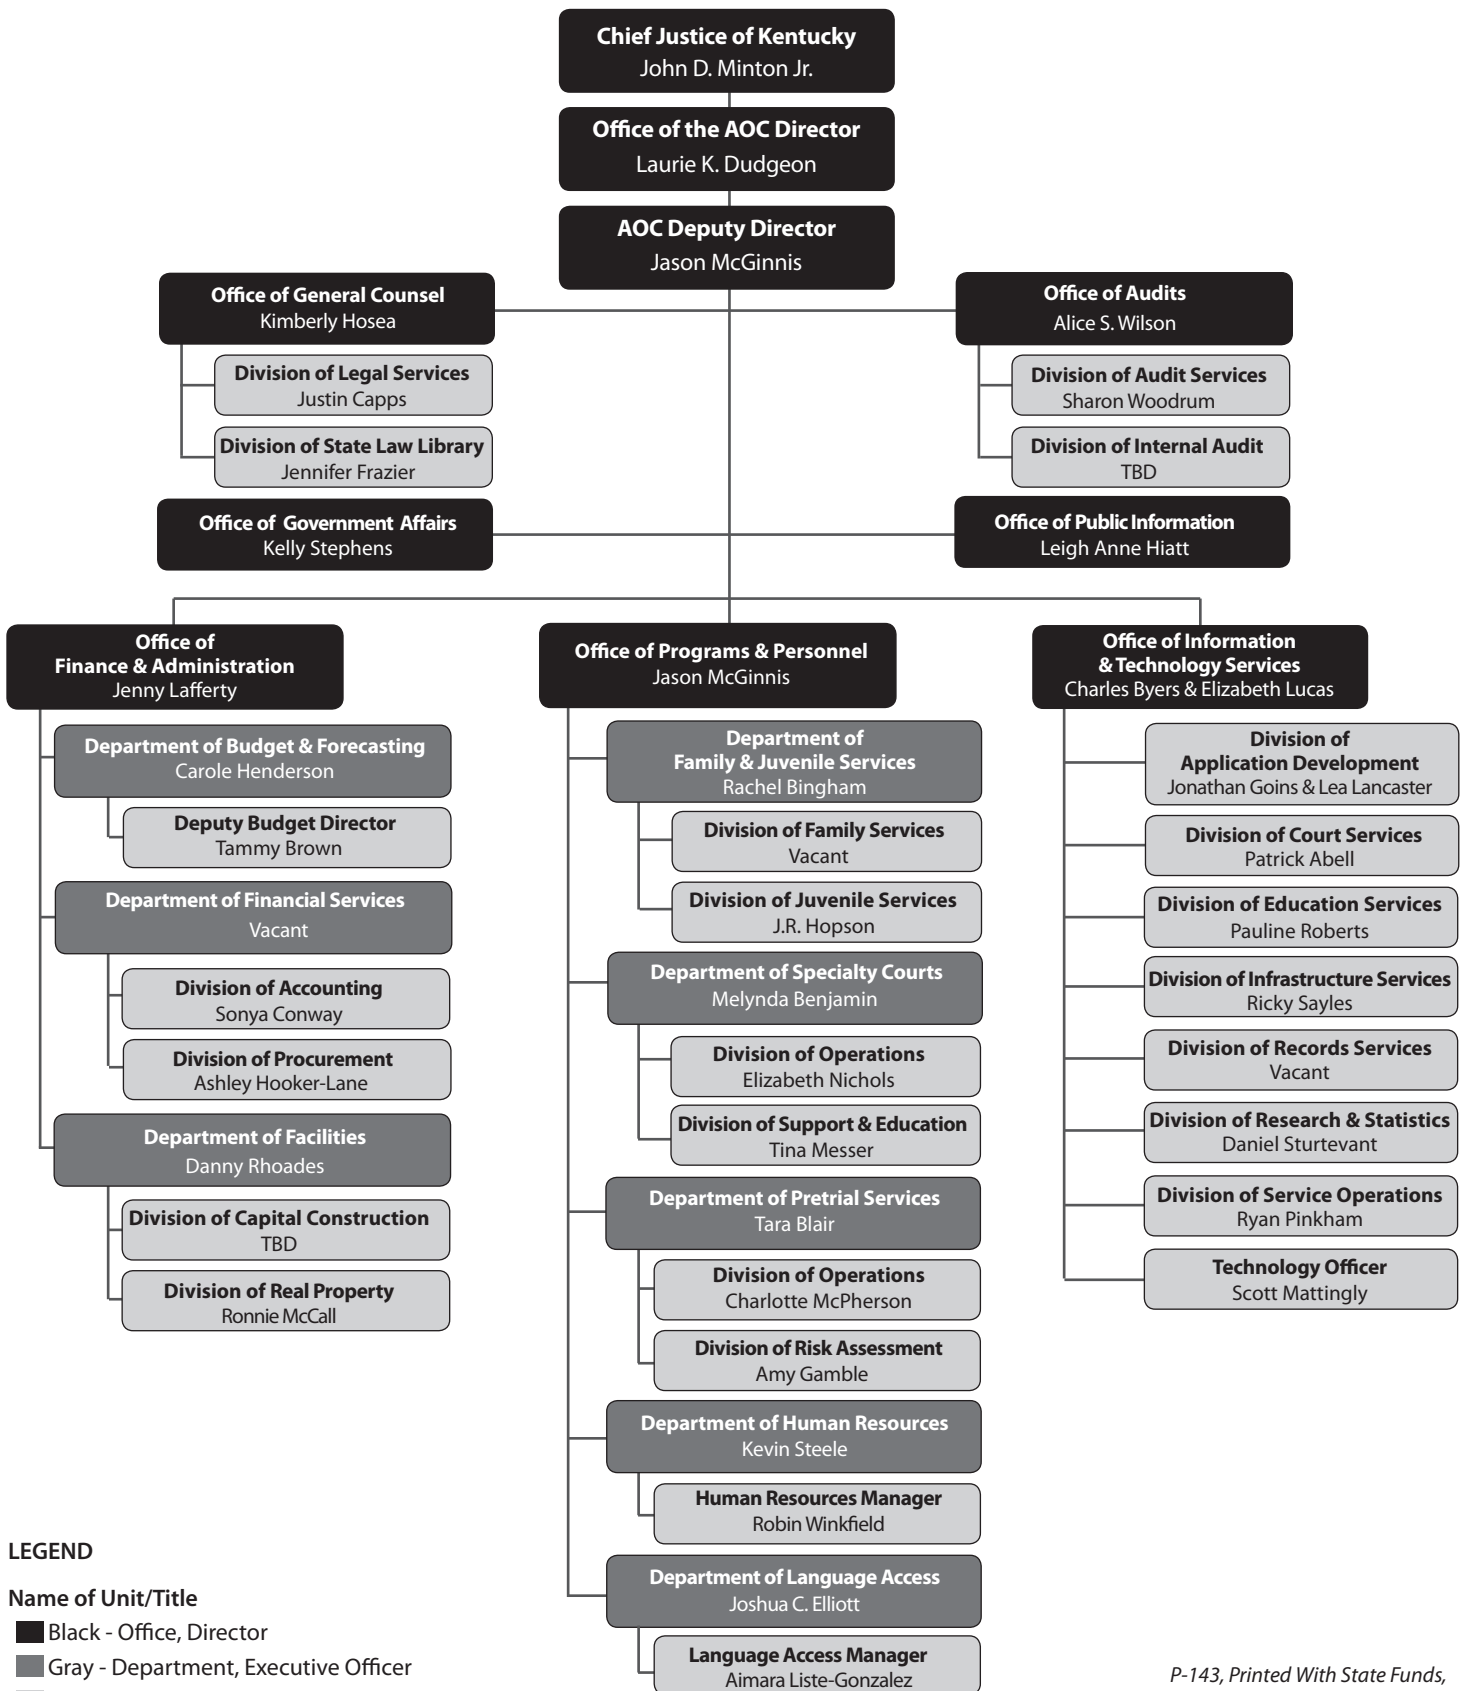 Chief Justice of Kentucky
John D. Minton Jr.
Office of the AOC Director
Laurie K. Dudgeon
AOC Deputy Director
Jason McGinnis
Office of General Counsel
Kimberly Hosea
Division of Legal Services
Justin Capps
Division of State Law Library
Jennifer Frazier
Office of Audits
Alice S. Wilson
Division of Audit Services
Sharon Woodrum
Division of Internal Audit
TBD
Office of Government Affairs
Kelly Stephens
Office of Public Information
Leigh Anne Hiatt
Office of
Finance & Administration
Jenny Lafferty
Department of Budget & Forecasting
Carole Henderson
Deputy Budget Director
Tammy Brown
Department of Financial Services
Vacant
Division of Accounting
Sonya Conway
Division of Procurement
Ashley Hooker-Lane
Department of Facilities
Danny Rhoades
Division of Capital Construction
TBD
Division of Real Property
Ronnie McCall
Office of Programs & Personnel
Jason McGinnis
Department of
Family & Juvenile Services
Rachel Bingham
Division of Family Services
Vacant
Division of Juvenile Services
J.R. Hopson
Department of Specialty Courts
Melynda Benjamin
Division of Operations
Elizabeth Nichols
Division of Support & Education
Tina Messer
Department of Pretrial Services
Tara Blair
Division of Operations
Charlotte McPherson
Division of Risk Assessment
Amy Gamble
Department of Human Resources
Kevin Steele
Human Resources Manager
Robin Winkfield
Department of Language Access
Joshua C. Elliott
Language Access Manager
Aimara Liste-Gonzalez
Office of Information
& Technology Services
Charles Byers & Elizabeth Lucas
Division of
Application Development
Jonathan Goins & Lea Lancaster
Division of Court Services
Patrick Abell
Division of Education Services
Pauline Roberts
Division of Infrastructure Services
Ricky Sayles
Division of Records Services
Vacant
Division of Research & Statistics
Daniel Sturtevant
Division of Service Operations
Ryan Pinkham
Technology Officer
Scott Mattingly
LEGEND
Name of Unit/Title
Black - Office, Director
Gray - Department, Executive Officer
P-143, Printed With State Funds,